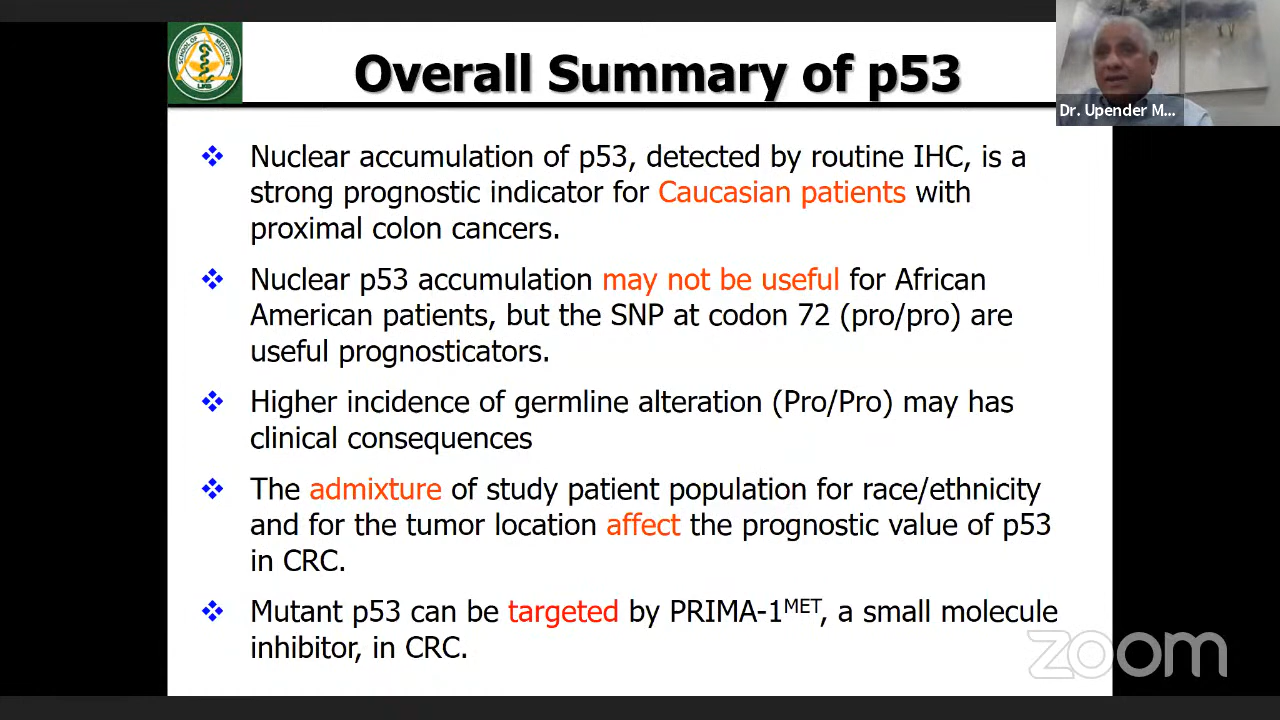 Overall Summary of p53
SCHOOL OF MEDICINE
UAB
Dr. Upender M...
Nuclear accumulation of p53, detected by routine IHC, is a
strong prognostic indicator for Caucasian patients with
proximal colon cancers.
Nuclear p53 accumulation may not be useful for African
American patients, but the SNP at codon 72 (pro/pro) are
useful prognosticators.
Higher incidence of germline alteration (Pro/Pro) may has
clinical consequences
The admixture of study patient population for race/ethnicity
and for the tumor location affect the prognostic value of p53
in CRC.
Mutant p53 can be targeted by PRIMA-1ᴹᴱᵀ, a small molecule
inhibitor, in CRC.
zoom